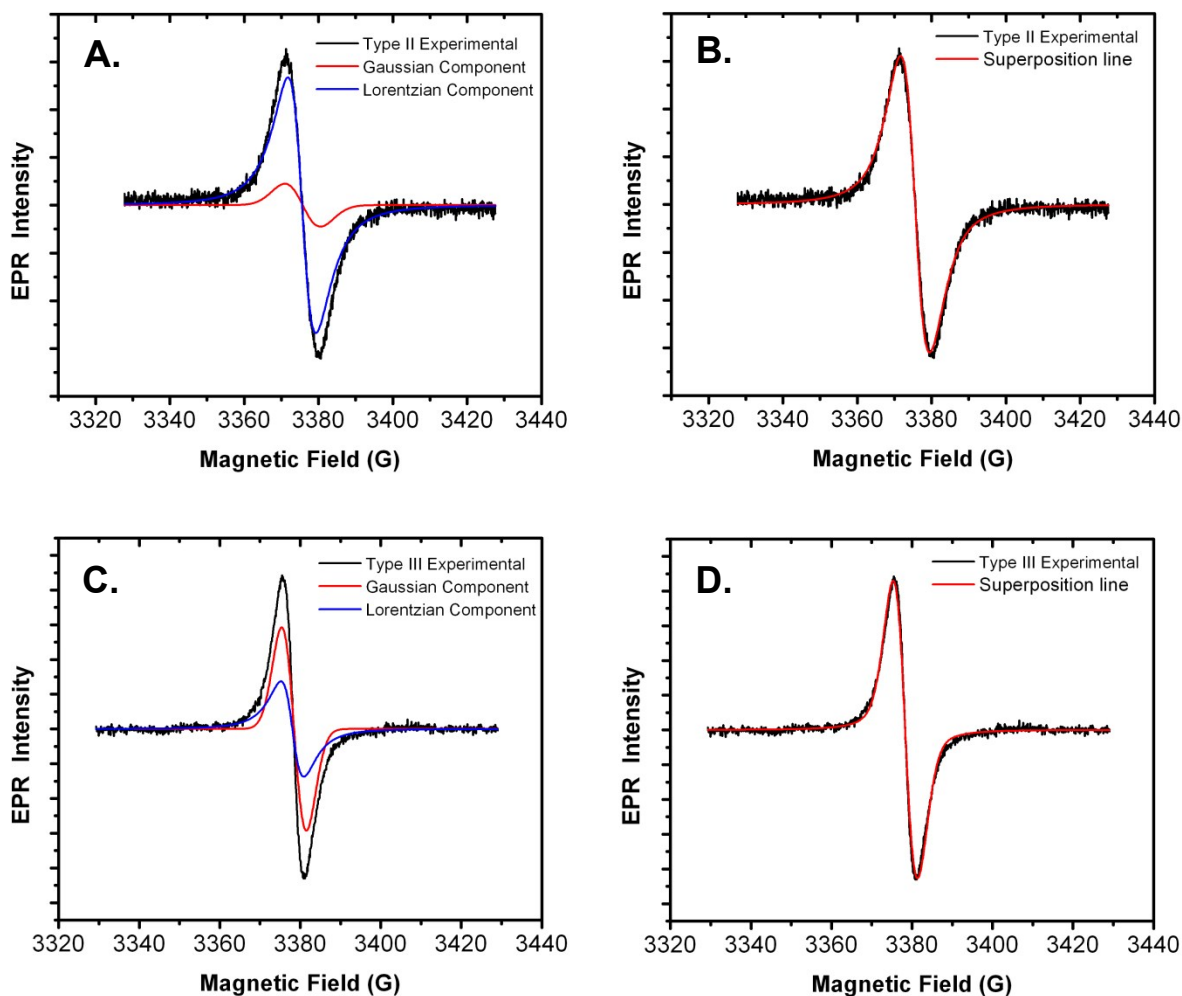 A.
Type II Experimental
Gaussian Component
Lorentzian Component
EPR Intensity
3320 3340 3360 3380 3400 3420 3440
Magnetic Field (G)
B.
Type II Experimental
Superposition line
EPR Intensity
3320 3340 3360 3380 3400 3420 3440
Magnetic Field (G)
C.
Type III Experimental
Gaussian Component
Lorentzian Component
EPR Intensity
3320 3340 3360 3380 3400 3420 3440
Magnetic Field (G)
D.
Type III Experimental
Superposition line
EPR Intensity
3320 3340 3360 3380 3400 3420 3440
Magnetic Field (G)